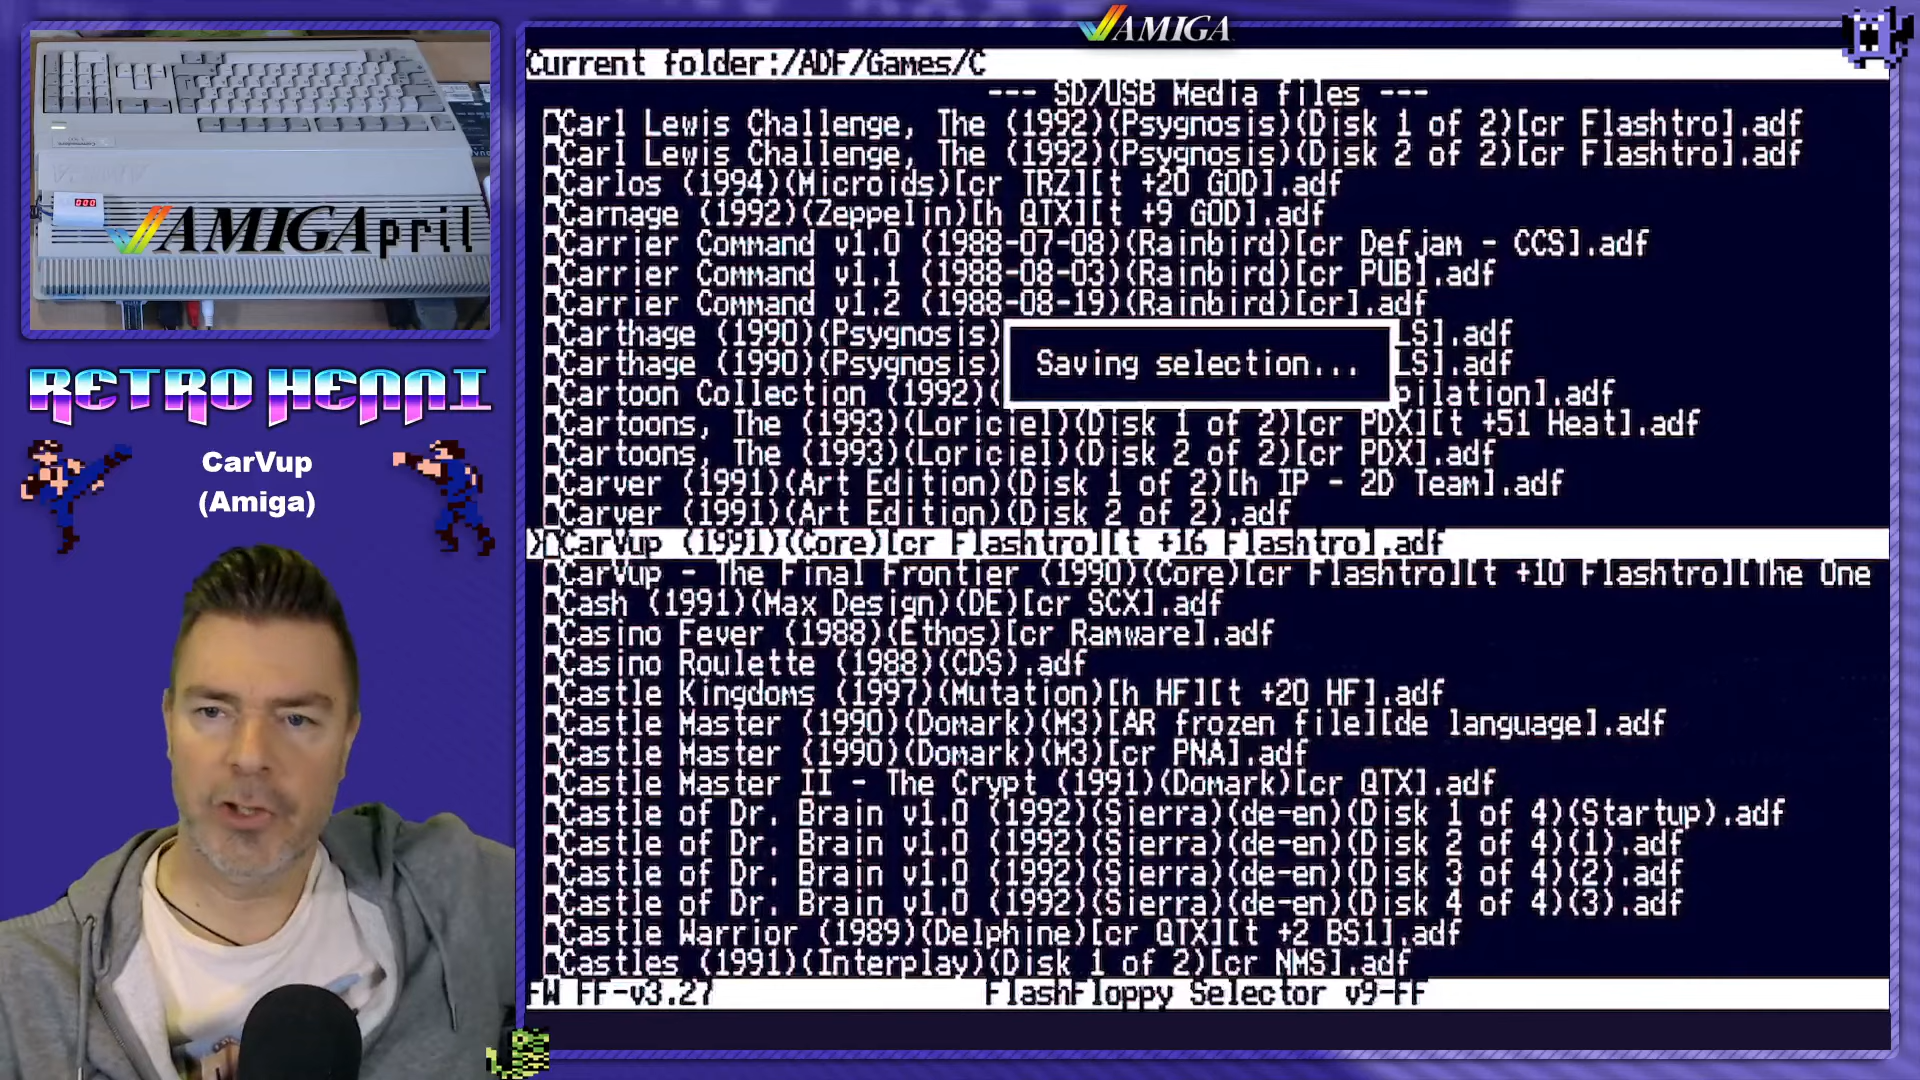 AMIGA
Current folder:/ADF/Games/C
--- SD/USB Media files ---
Carl Lewis Challenge, The (1992)(Psygnosis)(Disk 1 of 2)[cr Flashtro].adf
Carl Lewis Challenge, The (1992)(Psygnosis)(Disk 2 of 2)[cr Flashtro].adf
Carlos (1994)(Microids)[cr TRZ][t +20 GOD].adf
Carnage (1992)(Zeppelin)[h QTX][t +9 GOD].adf
Carrier Command v1.0 (1988-07-08)(Rainbird)[cr Defjam - CCS].adf
Carrier Command v1.1 (1988-08-03)(Rainbird)[cr PUB].adf
Carrier Command v1.2 (1988-08-19)(Rainbird)[cr].adf
Carthage (1990)(Psygnosis) LS].adf
Saving selection...
Carthage (1990)(Psygnosis) LS].adf
Cartoon Collection (1992)( pilation].adf
Cartoons, The (1993)(Loriciel)(Disk 1 of 2)[cr PDX][t +51 Heat].adf
Cartoons, The (1993)(Loriciel)(Disk 2 of 2)[cr PDX].adf
Carver (1991)(Art Edition)(Disk 1 of 2)[h IP - 2D Team].adf
Carver (1991)(Art Edition)(Disk 2 of 2).adf
CarVup (1991)(Core)[cr Flashtro][t +16 Flashtro].adf
CarVup - The Final Frontier (1990)(Core)[cr Flashtro][t +10 Flashtro][The One
Cash (1991)(Max Design)(DE)[cr SCX].adf
Casino Fever (1988)(Ethos)[cr Ramware].adf
Casino Roulette (1988)(CDS).adf
Castle Kingdoms (1997)(Mutation)[h HF][t +20 HF].adf
Castle Master (1990)(Domark)(M3)[AR frozen file][de language].adf
Castle Master (1990)(Domark)(M3)[cr PNA].adf
Castle Master II - The Crypt (1991)(Domark)[cr QTX].adf
Castle of Dr. Brain v1.0 (1992)(Sierra)(de-en)(Disk 1 of 4)(Startup).adf
Castle of Dr. Brain v1.0 (1992)(Sierra)(de-en)(Disk 2 of 4)(1).adf
Castle of Dr. Brain v1.0 (1992)(Sierra)(de-en)(Disk 3 of 4)(2).adf
Castle of Dr. Brain v1.0 (1992)(Sierra)(de-en)(Disk 4 of 4)(3).adf
Castle Warrior (1989)(Delphine)[cr QTX][t +2 BS1].adf
Castles (1991)(Interplay)(Disk 1 of 2)[cr NMS].adf
FW FF-v3.27 FlashFloppy Selector v9-FF
000
AMIGApril
RETRO HENNI
CarVup
(Amiga)